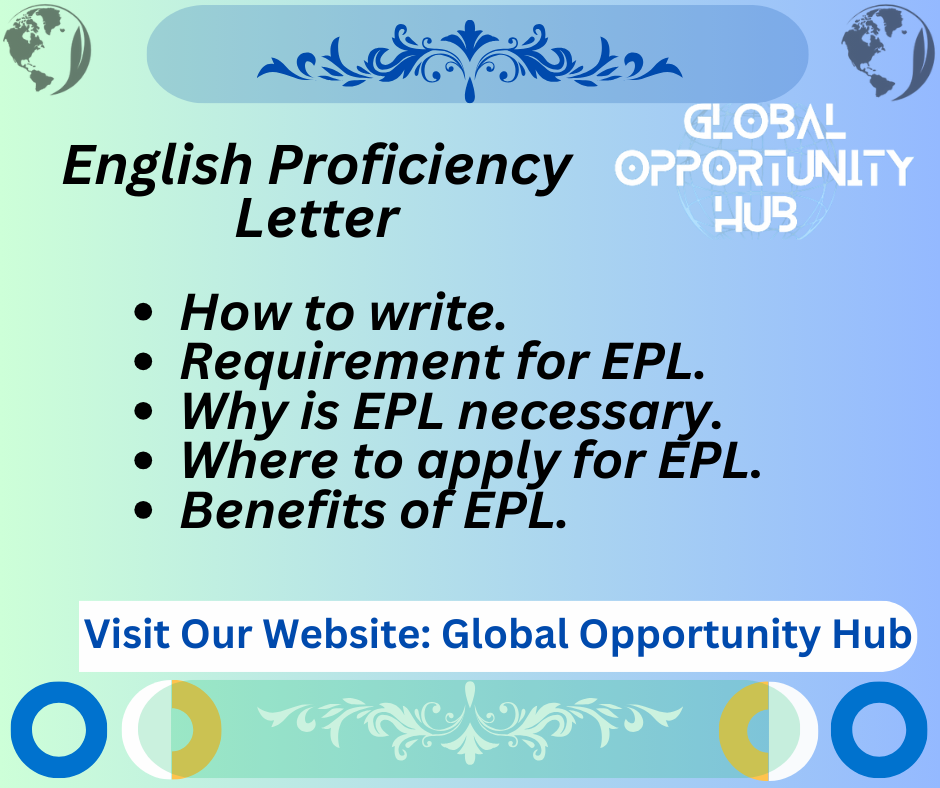 GLOBAL
OPPORTUNITY
HUB
English Proficiency
Letter
• How to write.
• Requirement for EPL.
• Why is EPL necessary.
• Where to apply for EPL.
• Benefits of EPL.
Visit Our Website: Global Opportunity Hub